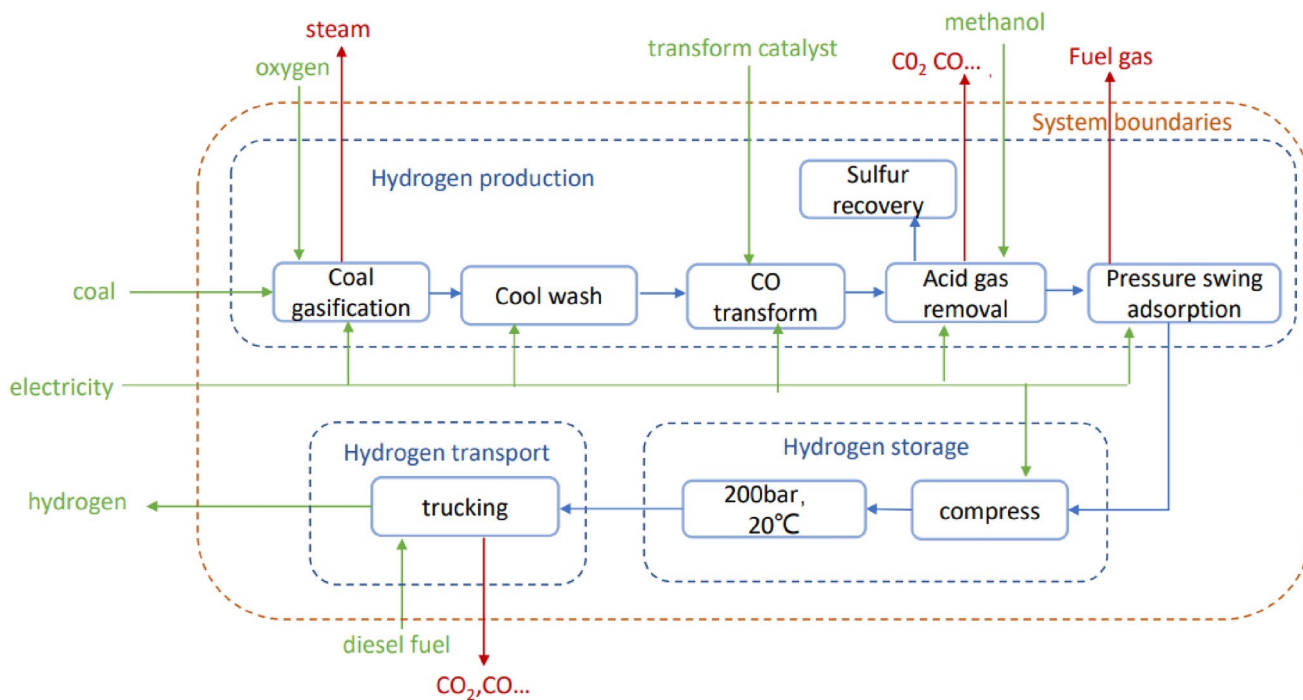 steam
methanol
transform catalyst
C0₂ CO... ,
Fuel gas
oxygen
System boundaries
Hydrogen production
Sulfur
recovery
Coal
gasification
Cool wash
CO
transform
Acid gas
removal
Pressure swing
adsorption
coal
electricity
Hydrogen transport
Hydrogen storage
hydrogen
trucking
200bar,
20℃
compress
diesel fuel
CO₂,CO...